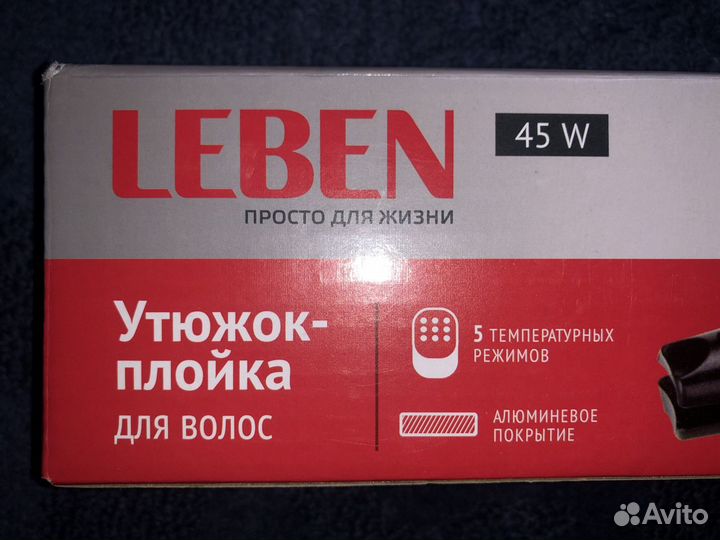 LEBEN
45 W
ПРОСТО ДЛЯ ЖИЗНИ
Утюжок-
плойка
ДЛЯ ВОЛОС
5 ТЕМПЕРАТУРНЫХ
РЕЖИМОВ
АЛЮМИНЕВОЕ
ПОКРЫТИЕ
Avito